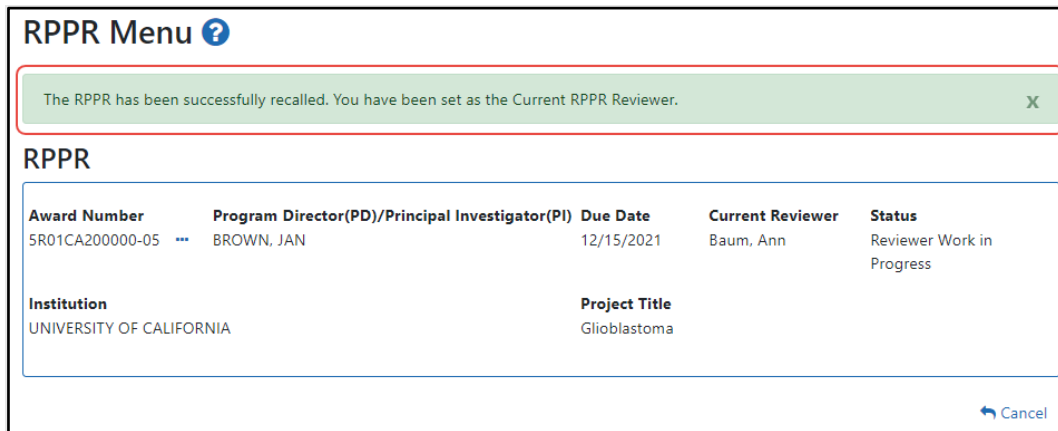 RPPR Menu ?
The RPPR has been successfully recalled. You have been set as the Current RPPR Reviewer. X
RPPR
Award Number Program Director(PD)/Principal Investigator(PI) Due Date Current Reviewer Status
5R01CA200000-05 ••• BROWN, JAN 12/15/2021 Baum, Ann Reviewer Work in
Progress
Institution Project Title
UNIVERSITY OF CALIFORNIA Glioblastoma
Cancel